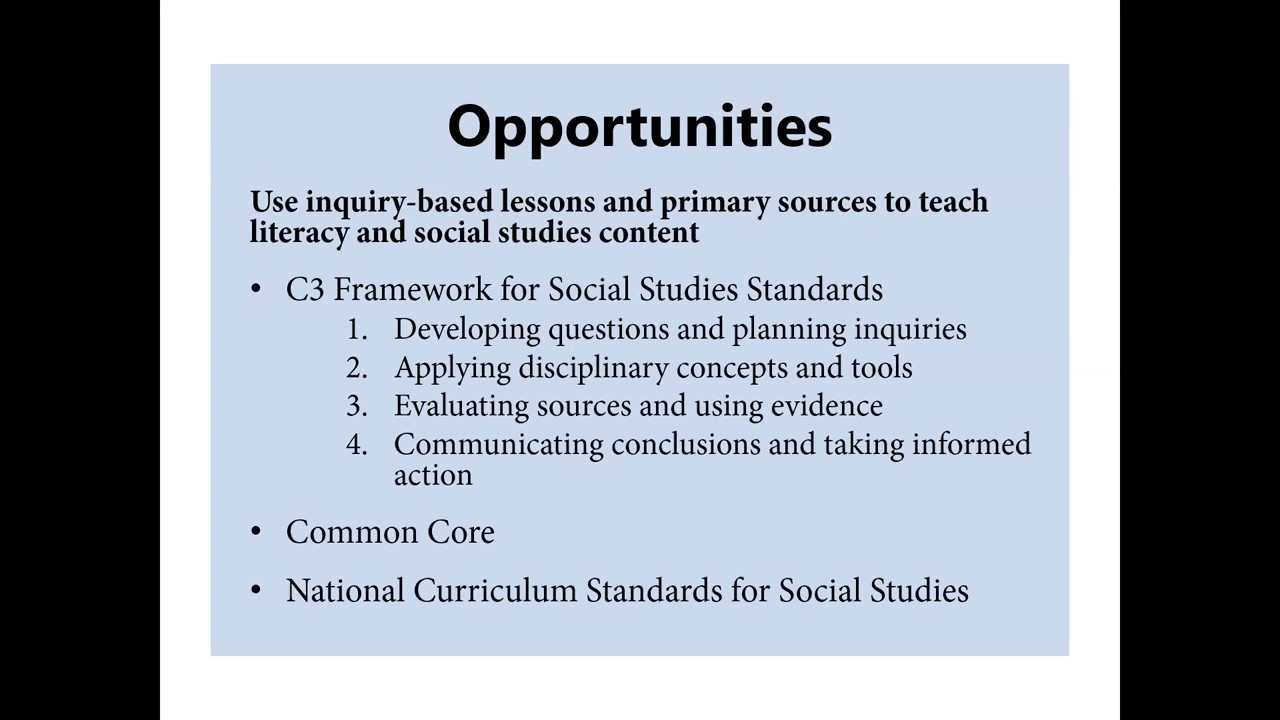 Opportunities
Use inquiry-based lessons and primary sources to teach
literacy and social studies content
• C3 Framework for Social Studies Standards
1. Developing questions and planning inquiries
2. Applying disciplinary concepts and tools
3. Evaluating sources and using evidence
4. Communicating conclusions and taking informed
action
• Common Core
• National Curriculum Standards for Social Studies